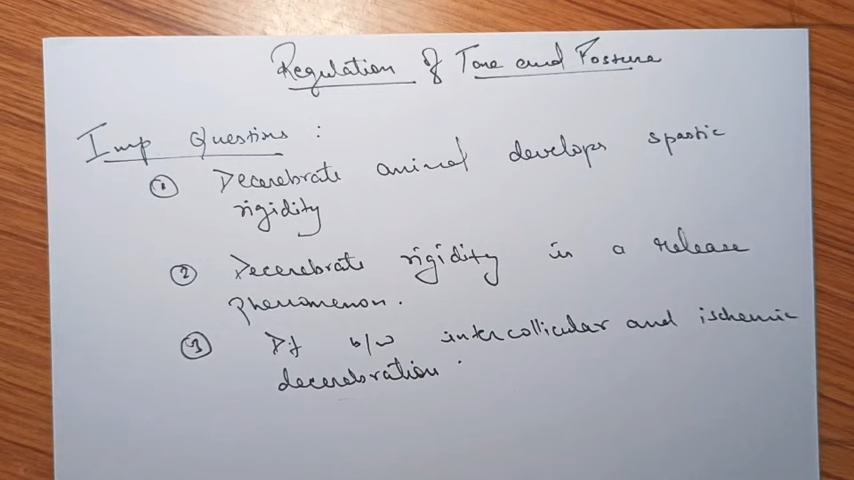 Regulation of Tone and Posture
Imp Questions :
① Decerebrate animal develops spastic
rigidity
② Decerebrate rigidity is a release
phenomenon.
③ Df b/w intercollicular and ischemic
decerebration.